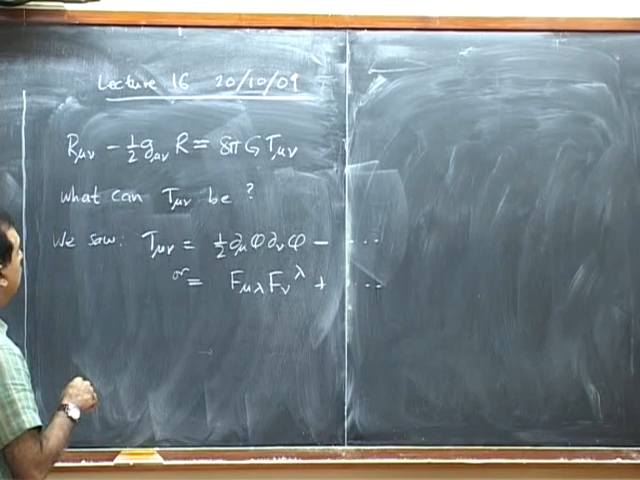 Lecture 16 20/10/09
R_μν − ½ g_μν R = 8π G T_μν
what can T_μν be ?
We saw: T_μν = ½ ∂_μ φ ∂_ν φ − ...
or = F_μλ F_ν^λ + ...